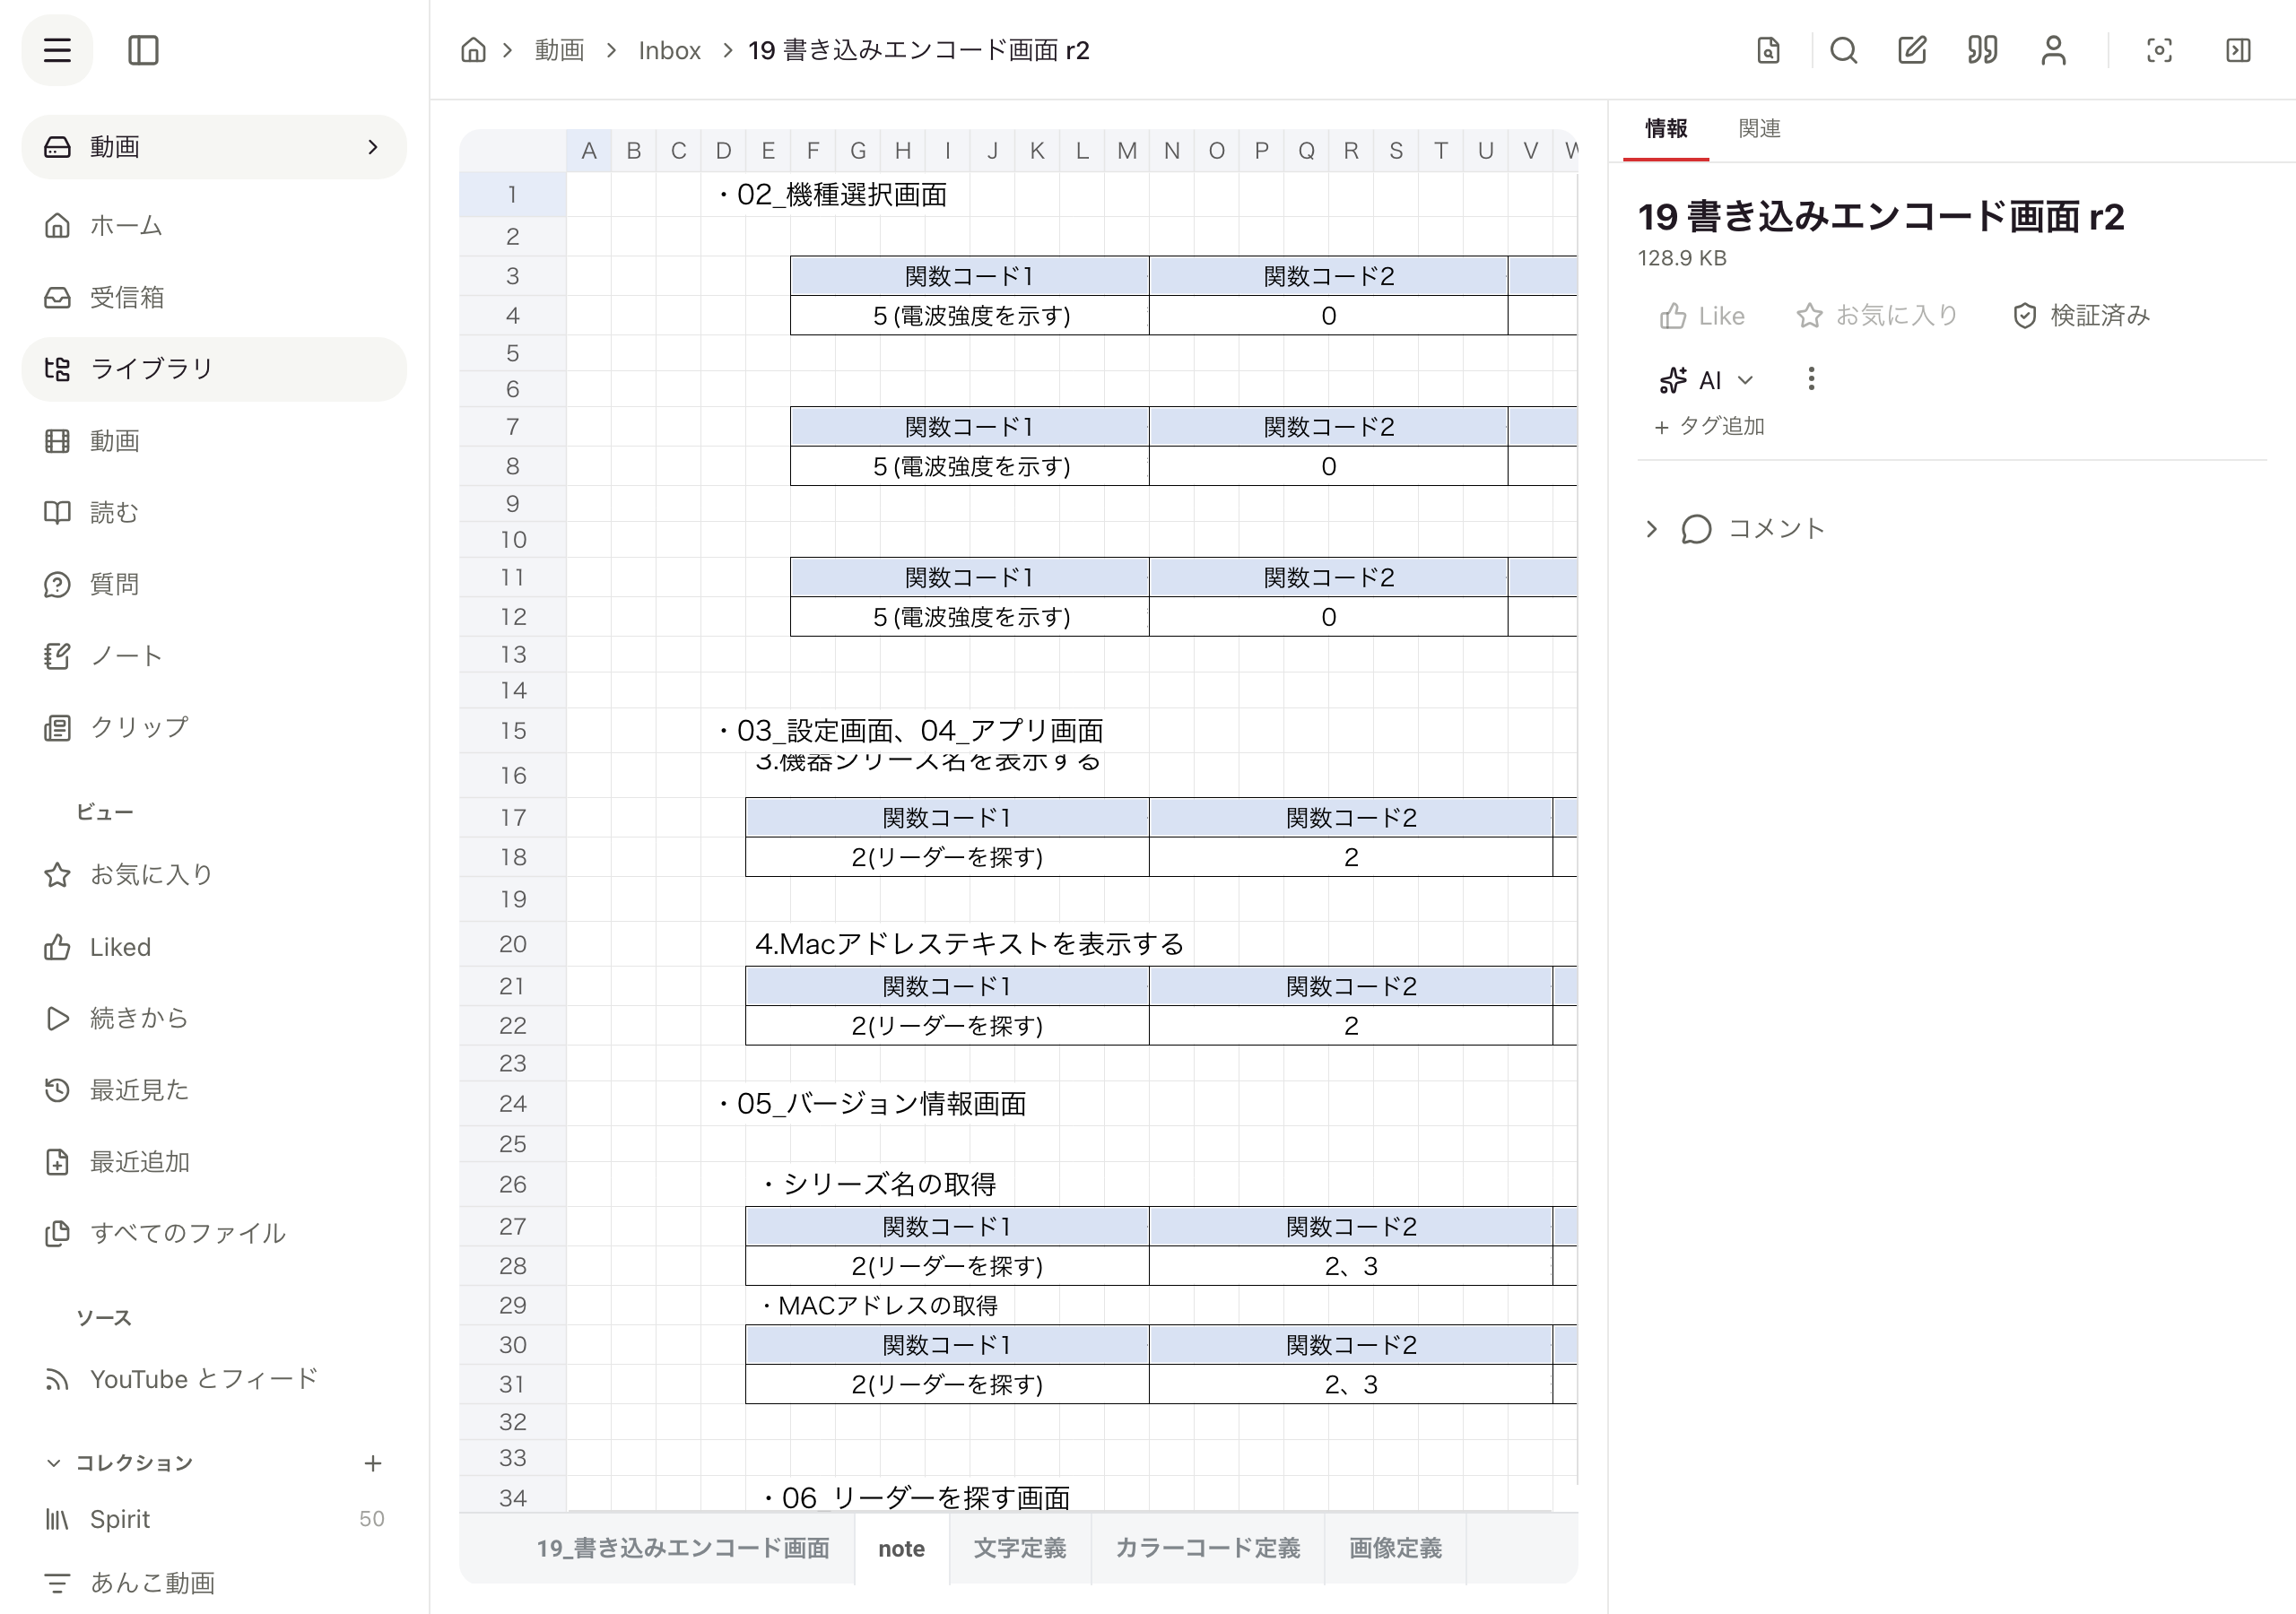 動画
ホーム
受信箱
ライブラリ
動画
読む
質問
ノート
クリップ
ビュー
お気に入り
Liked
続きから
最近見た
最近追加
すべてのファイル
ソース
YouTube とフィード
コレクション
Spirit 50
あんこ動画
動画 Inbox 19 書き込みエンコード画面 r2
A B C D E F G H I J K L M N O P Q R S T U V W
1 ・02_機種選択画面
2
3 関数コード1 関数コード2
4 5 (電波強度を示す) 0
5
6
7 関数コード1 関数コード2
8 5 (電波強度を示す) 0
9
10
11 関数コード1 関数コード2
12 5 (電波強度を示す) 0
13
14
15 ・03_設定画面、04_アプリ画面
16 3.機器シリーズ名を表示する
17 関数コード1 関数コード2
18 2(リーダーを探す) 2
19
20 4.Macアドレステキストを表示する
21 関数コード1 関数コード2
22 2(リーダーを探す) 2
23
24 ・05_バージョン情報画面
25
26 ・シリーズ名の取得
27 関数コード1 関数コード2
28 2(リーダーを探す) 2、3
29 ・MACアドレスの取得
30 関数コード1 関数コード2
31 2(リーダーを探す) 2、3
32
33
34 ・06_リーダーを探す画面
19_書き込みエンコード画面 note 文字定義 カラーコード定義 画像定義
情報 関連
19 書き込みエンコード画面 r2
128.9 KB
Like お気に入り 検証済み
AI
+ タグ追加
コメント